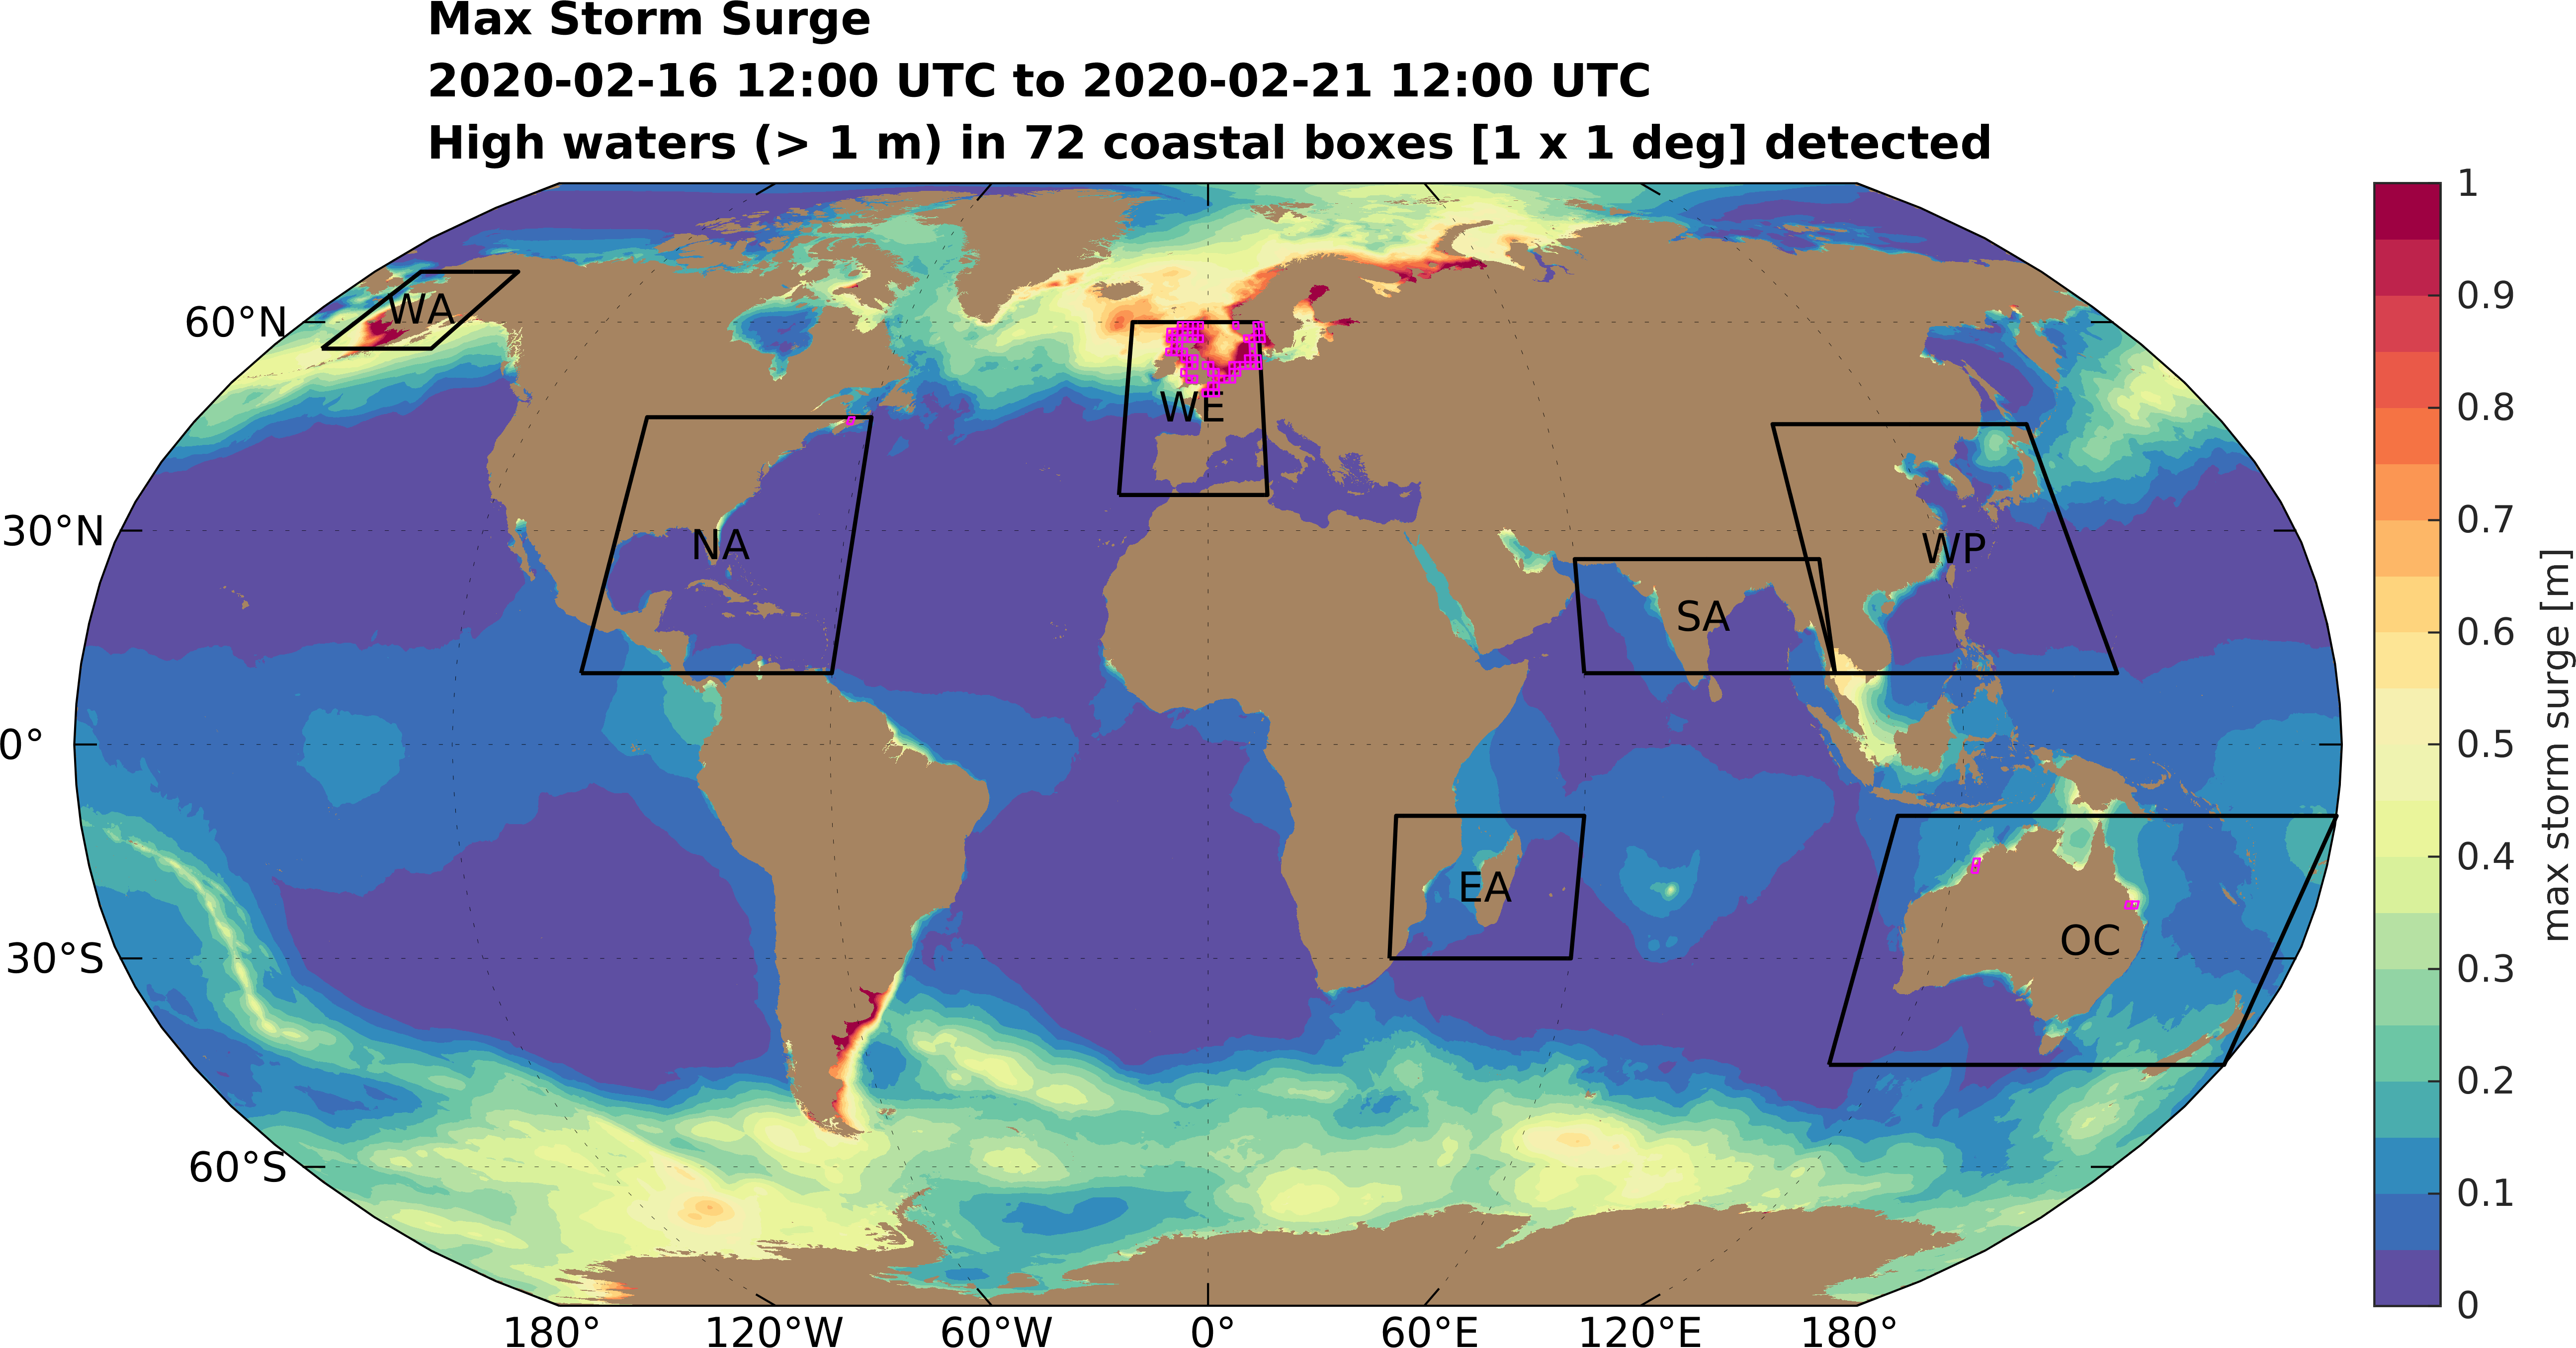 Max Storm Surge
2020-02-16 12:00 UTC to 2020-02-21 12:00 UTC
High waters (> 1 m) in 72 coastal boxes [1 x 1 deg] detected
60°N
30°N
0°
30°S
60°S
WA
NA
WE
SA
WP
EA
OC
180°
120°W
60°W
0°
60°E
120°E
180°
1
0.9
0.8
0.7
0.6
0.5
0.4
0.3
0.2
0.1
0
max storm surge [m]